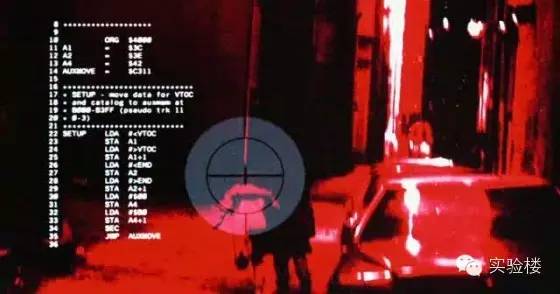 8 *******************
9
10 ORG $4000
11 A1 = $3C
12 A2 = $3E
13 A4 = $42
14 AUXMOVE = $C311
15
16 ***************************
17 * SETUP - move data for VTOC
18 * and catalog to auxmem at
19 * B000-B3FF (pseudo trk 11
20 * 0-3)
21 ***************************
22 SETUP LDA #<VTOC
23 STA A1
24 LDA #>VTOC
25 STA A1+1
26 LDA #<END
27 STA A2
28 LDA #>END
29 STA A2+1
30 LDA #$00
31 STA A4
32 LDA #$B0
33 STA A4+1
34 SEC
35 JSR AUXMOVE
36
实验楼